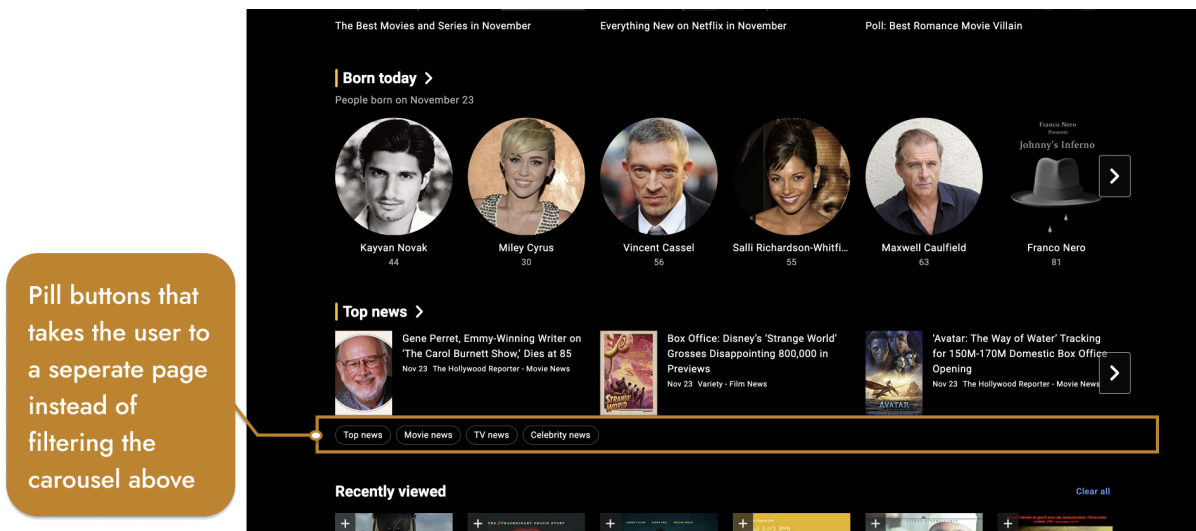 The Best Movies and Series in November
Everything New on Netflix in November
Poll: Best Romance Movie Villain
Born today
People born on November 23
Franco Nero
Presents
Johnny's Inferno
Kayvan Novak
44
Miley Cyrus
30
Vincent Cassel
56
Salli Richardson-Whitfi...
55
Maxwell Caulfield
63
Franco Nero
81
Pill buttons that
takes the user to
a seperate page
instead of
filtering the
carousel above
Top news
Gene Perret, Emmy-Winning Writer on
'The Carol Burnett Show,' Dies at 85
Nov 23 The Hollywood Reporter - Movie News
STRANGE
WORLD
Box Office: Disney's 'Strange World'
Grosses Disappointing 800,000 in
Previews
Nov 23 Variety - Film News
AVATAR
'Avatar: The Way of Water' Tracking
for 150M-170M Domestic Box Office
Opening
Nov 23 The Hollywood Reporter - Movie News
Top news
Movie news
TV news
Celebrity news
Recently viewed
Clear all
THE XTRAORDINARY ORIGIN STORY